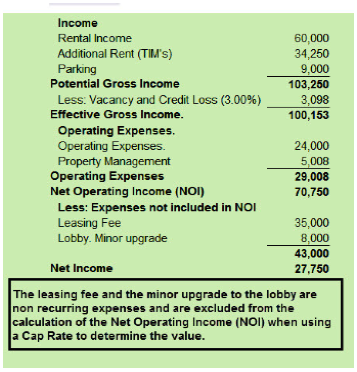 Income
Rental Income 60,000
Additional Rent (TIM's) 34,250
Parking 9,000
Potential Gross Income 103,250
Less: Vacancy and Credit Loss (3.00%) 3,098
Effective Gross Income. 100,153
Operating Expenses.
Operating Expenses. 24,000
Property Management 5,008
Operating Expenses 29,008
Net Operating Income (NOI) 70,750
Less: Expenses not included in NOI
Leasing Fee 35,000
Lobby. Minor upgrade 8,000
43,000
Net Income 27,750
The leasing fee and the minor upgrade to the lobby are
non recurring expenses and are excluded from the
calculation of the Net Operating Income (NOI) when using
a Cap Rate to determine the value.